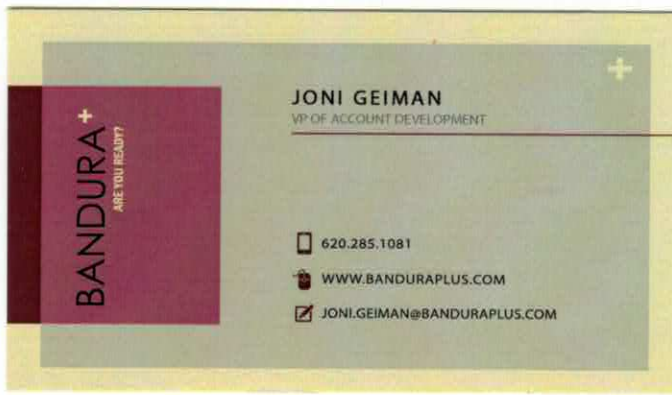 BANDURA+
ARE YOU READY?
JONI GEIMAN
VP OF ACCOUNT DEVELOPMENT
620.285.1081
WWW.BANDURAPLUS.COM
JONI.GEIMAN@BANDURAPLUS.COM